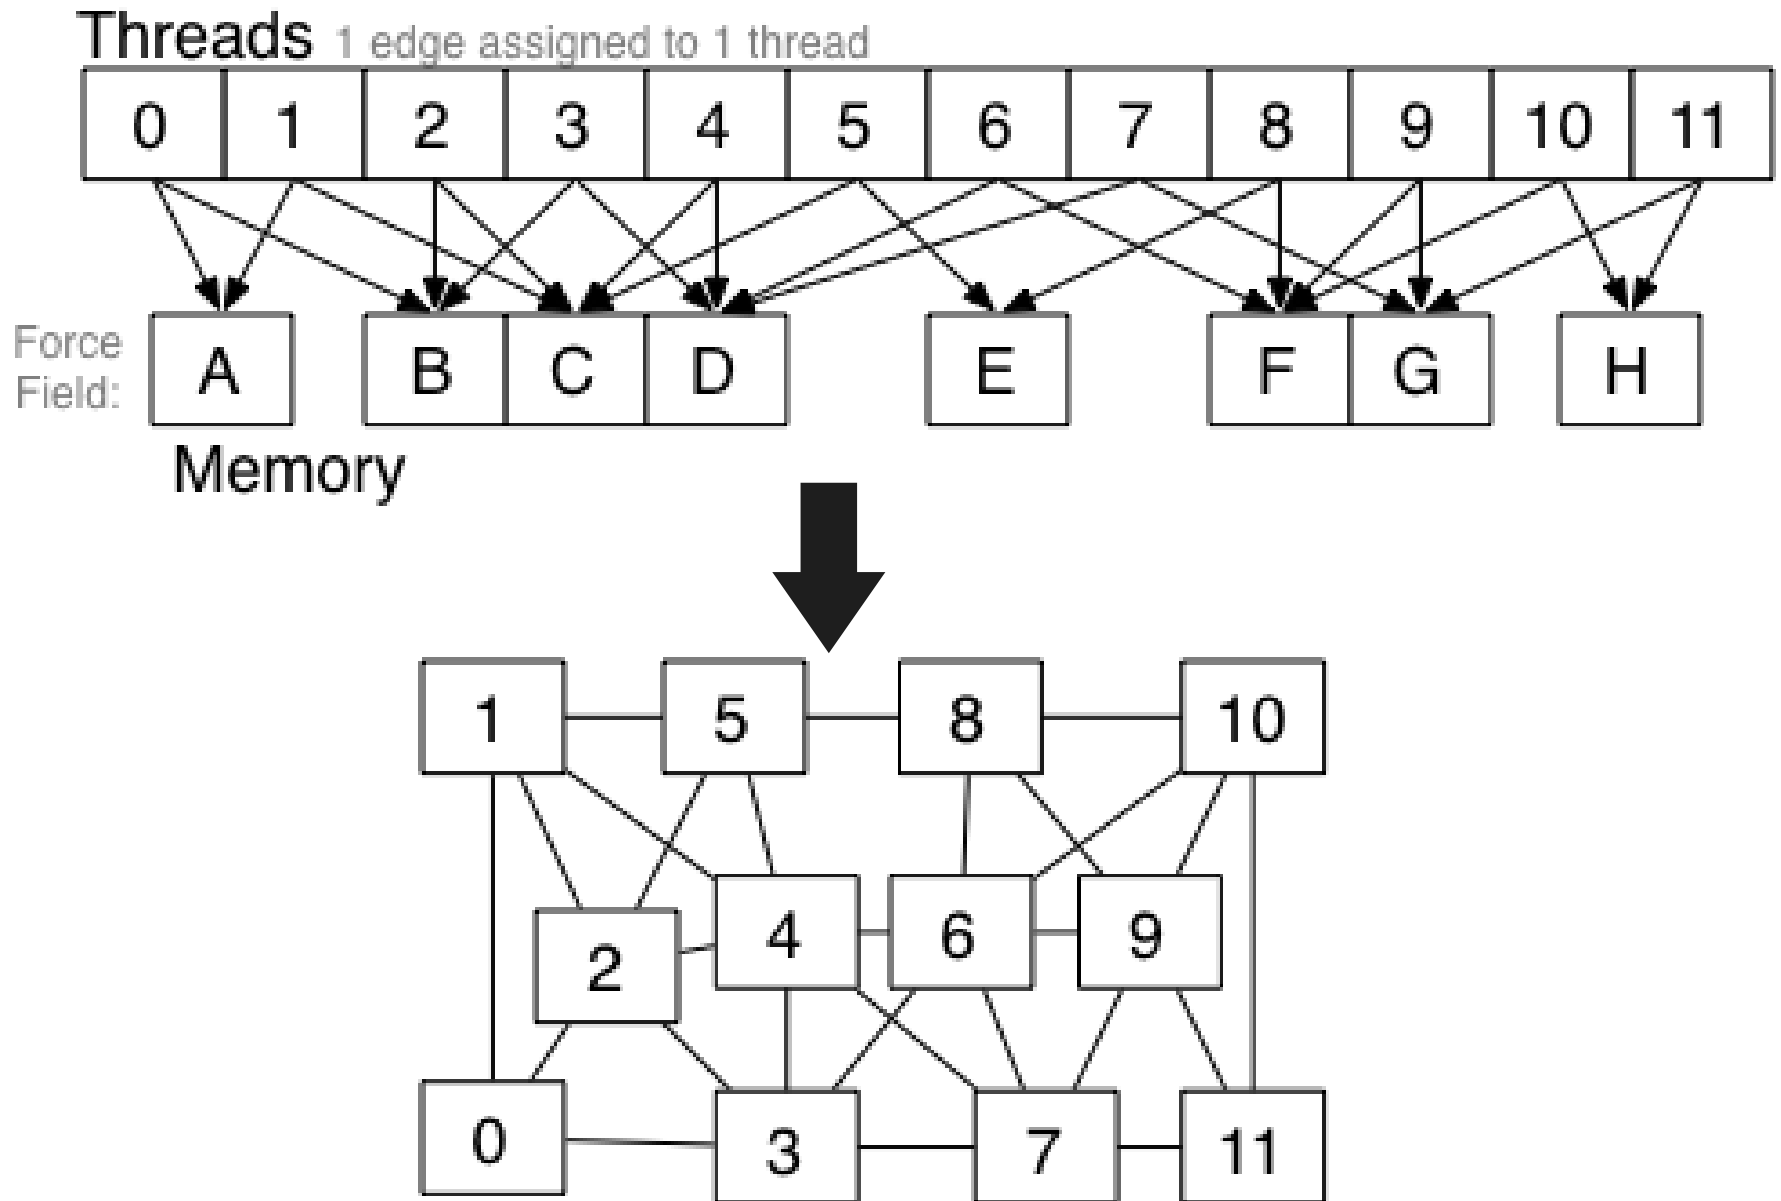 Threads 1 edge assigned to 1 thread
0 1 2 3 4 5 6 7 8 9 10 11
Force
Field:
A B C D E F G H
Memory
1 5 8 10
4 6 9
2
0 3 7 11